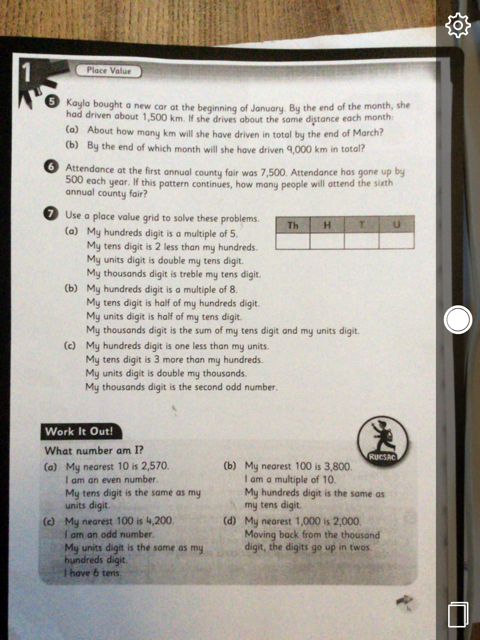 1
Place Value
5 Kayla bought a new car at the beginning of January. By the end of the month, she
had driven about 1,500 km. If she drives about the same distance each month:
(a) About how many km will she have driven in total by the end of March?
(b) By the end of which month will she have driven 9,000 km in total?
6 Attendance at the first annual county fair was 7,500. Attendance has gone up by
500 each year. If this pattern continues, how many people will attend the sixth
annual county fair?
7 Use a place value grid to solve these problems.
Th H T U
(a) My hundreds digit is a multiple of 5.
My tens digit is 2 less than my hundreds.
My units digit is double my tens digit.
My thousands digit is treble my tens digit.
(b) My hundreds digit is a multiple of 8.
My tens digit is half of my hundreds digit.
My units digit is half of my tens digit.
My thousands digit is the sum of my tens digit and my units digit.
(c) My hundreds digit is one less than my units.
My tens digit is 3 more than my hundreds.
My units digit is double my thousands.
My thousands digit is the second odd number.
Work It Out!
RUCSAC
What number am I?
(a) My nearest 10 is 2,570.
I am an even number.
My tens digit is the same as my
units digit.
(b) My nearest 100 is 3,800.
I am a multiple of 10.
My hundreds digit is the same as
my tens digit.
(c) My nearest 100 is 4,200.
I am an odd number.
My units digit is the same as my
hundreds digit.
I have 6 tens.
(d) My nearest 1,000 is 2,000.
Moving back from the thousand
digit, the digits go up in twos.